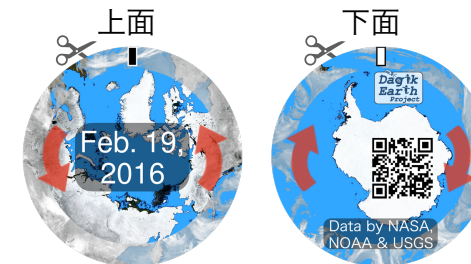 上面
下面
Feb. 19,
2016
Dagik
Earth
Project
Data by NASA,
NOAA & USGS